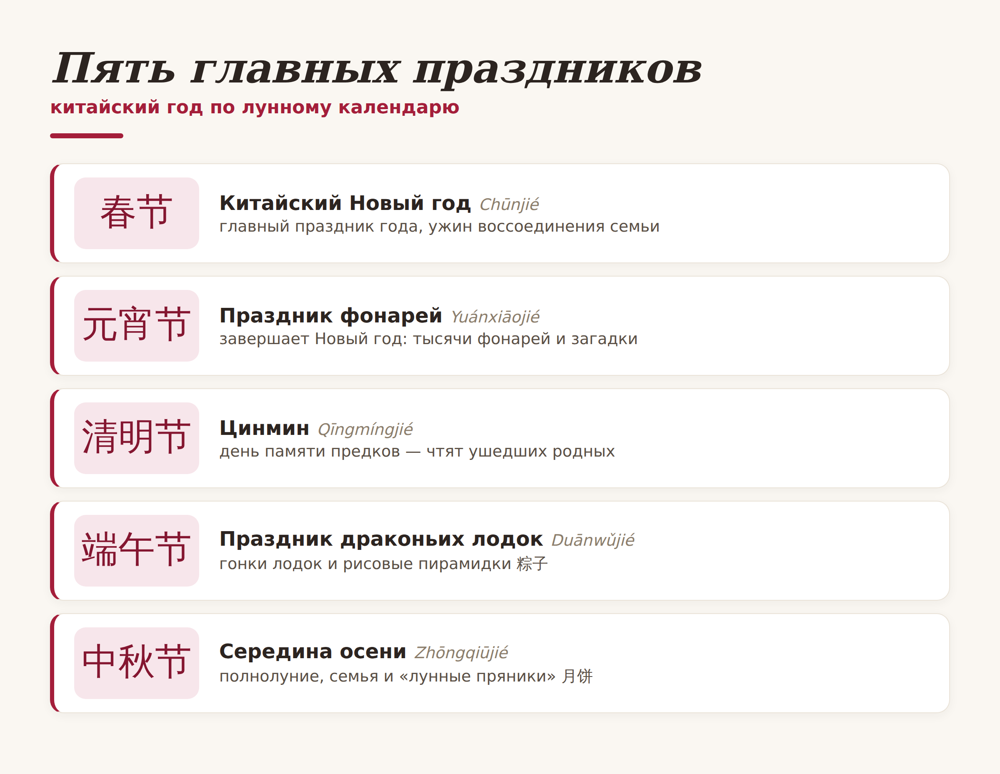 Пять главных праздников
китайский год по лунному календарю
春节
Китайский Новый год Chūnjié
главный праздник года, ужин воссоединения семьи
元宵节
Праздник фонарей Yuánxiāojié
завершает Новый год: тысячи фонарей и загадки
清明节
Цинмин Qīngmíngjié
день памяти предков — чтят ушедших родных
端午节
Праздник драконьих лодок Duānwǔjié
гонки лодок и рисовые пирамидки 粽子
中秋节
Середина осени Zhōngqiūjié
полнолуние, семья и «лунные пряники» 月饼